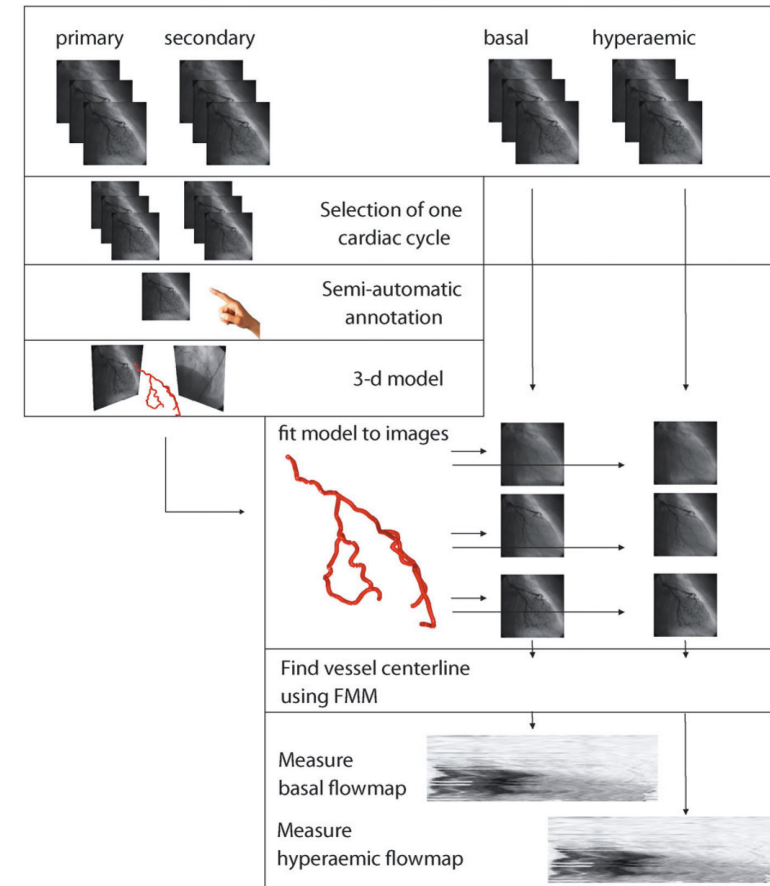 primary
secondary
basal
hyperaemic
Selection of one
cardiac cycle
Semi-automatic
annotation
3-d model
fit model to images
Find vessel centerline
using FMM
Measure
basal flowmap
Measure
hyperaemic flowmap